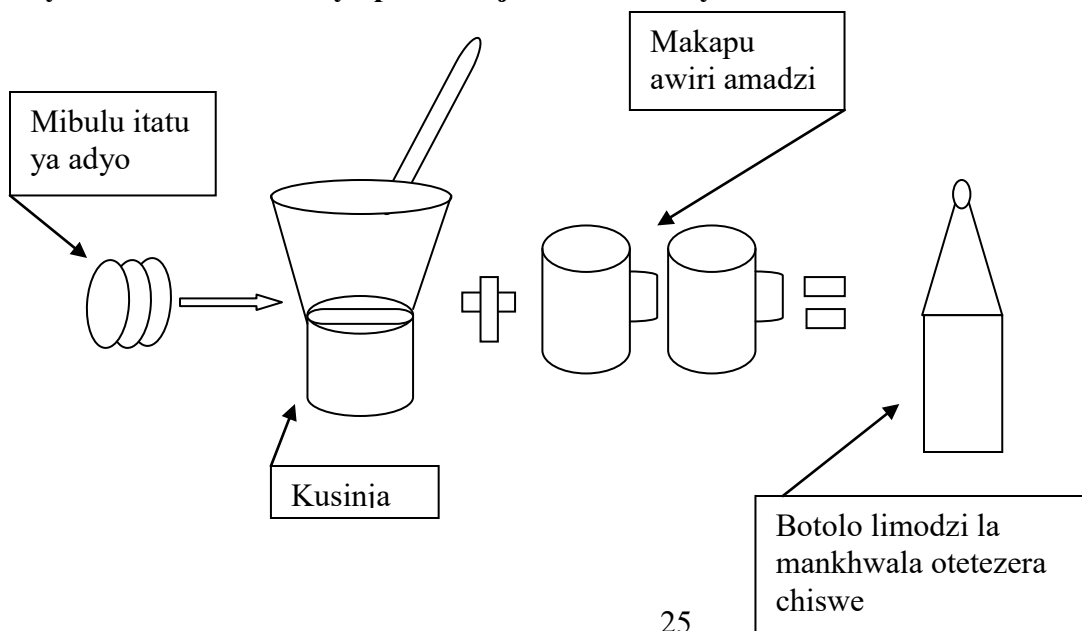 Makapu
awiri amadzi
Mibulu itatu
ya adyo
Kusinja
Botolo limodzi la
mankhwala otetezera
chiswe
25